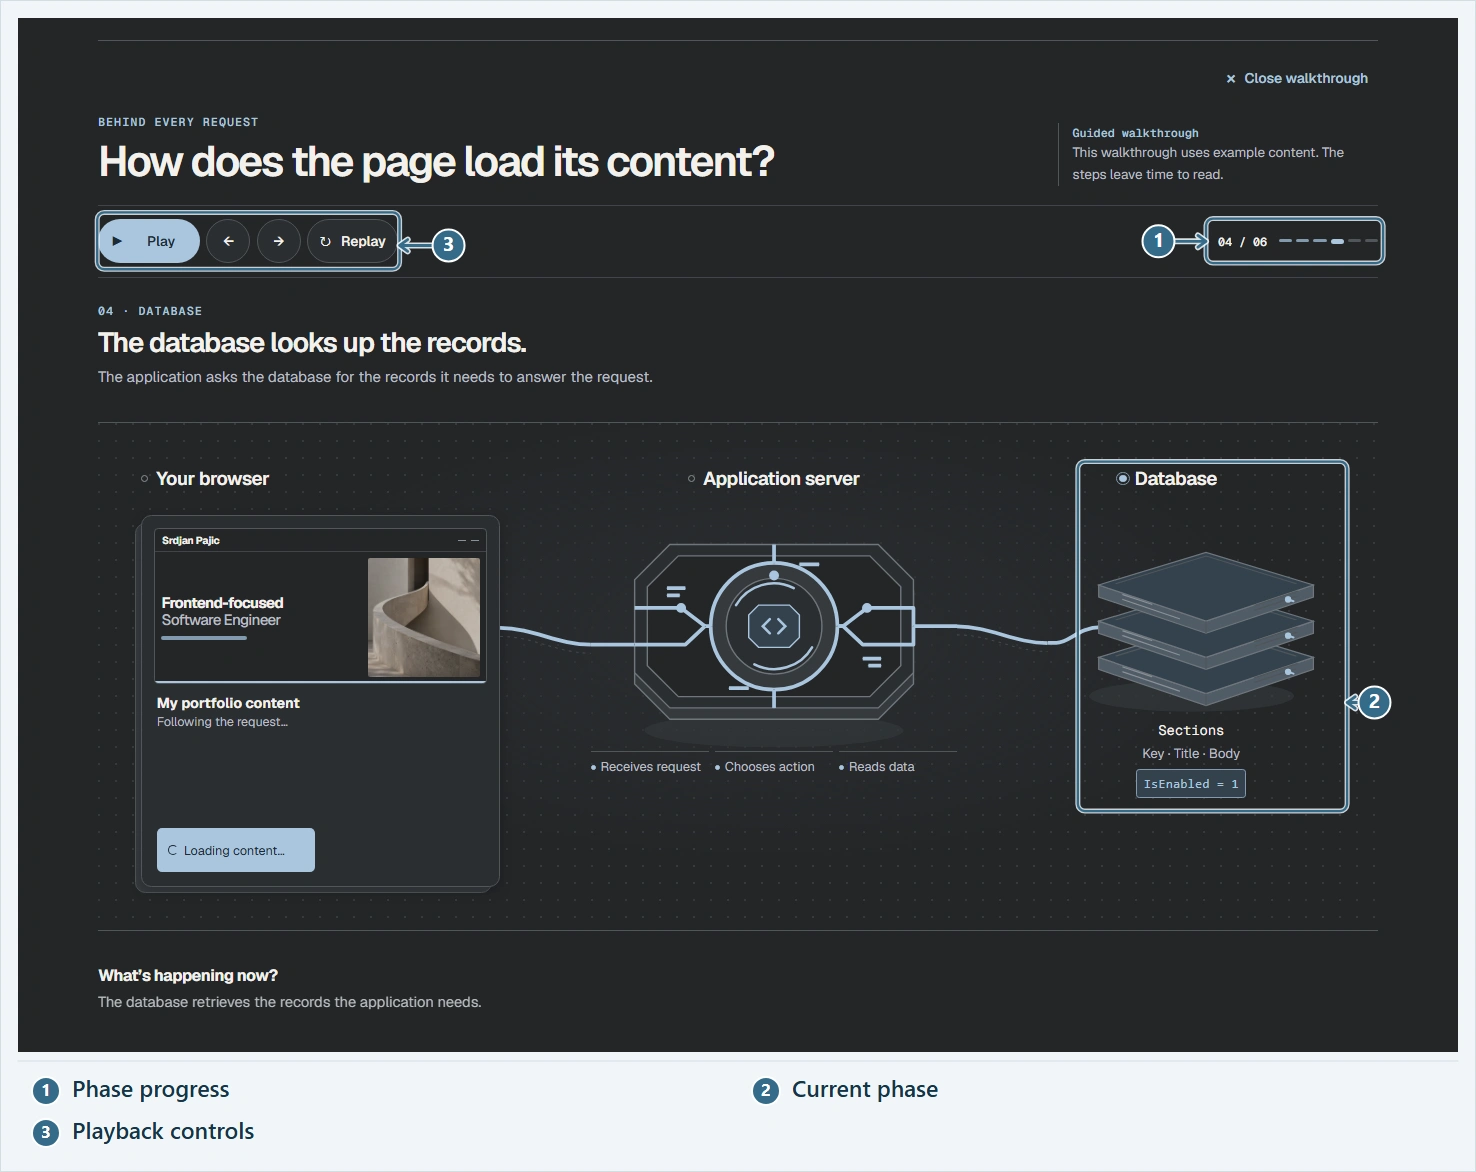 × Close walkthrough
BEHIND EVERY REQUEST
How does the page load its content?
Guided walkthrough
This walkthrough uses example content. The
steps leave time to read.
▶ Play ← → ↻ Replay
3
1
04 / 06
04 · DATABASE
The database looks up the records.
The application asks the database for the records it needs to answer the request.
Your browser
Application server
Database
Srdjan Pajic
Frontend-focused
Software Engineer
My portfolio content
Following the request…
Loading content…
• Receives request
• Chooses action
• Reads data
2
Sections
Key · Title · Body
IsEnabled = 1
What's happening now?
The database retrieves the records the application needs.
1 Phase progress
2 Current phase
3 Playback controls